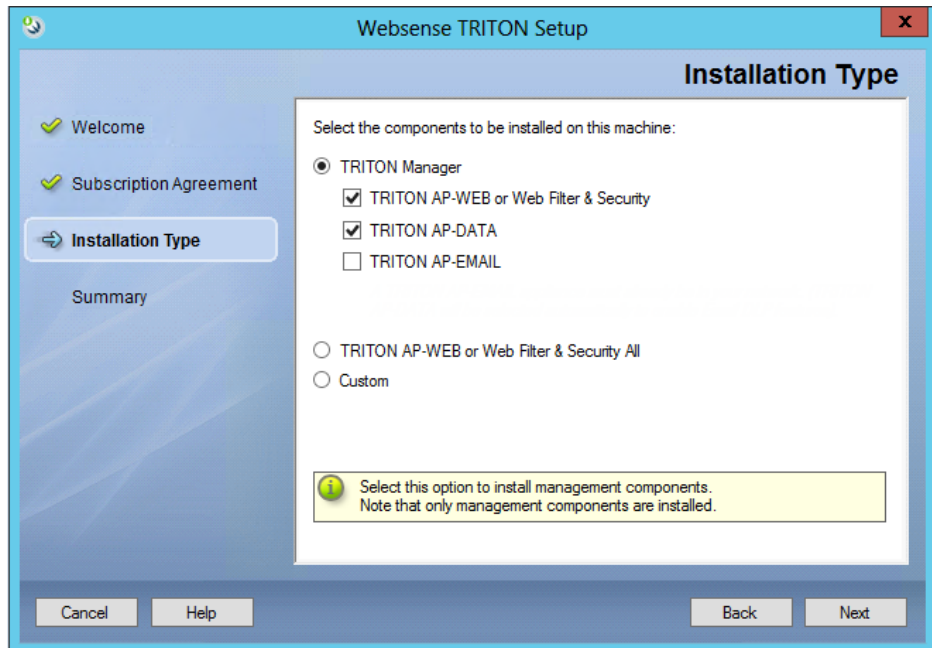 Websense TRITON Setup
x
Installation Type
Welcome
Subscription Agreement
Installation Type
Summary
Select the components to be installed on this machine:
TRITON Manager
TRITON AP-WEB or Web Filter & Security
TRITON AP-DATA
TRITON AP-EMAIL
TRITON AP-WEB or Web Filter & Security All
Custom
Select this option to install management components.
Note that only management components are installed.
Cancel
Help
Back
Next